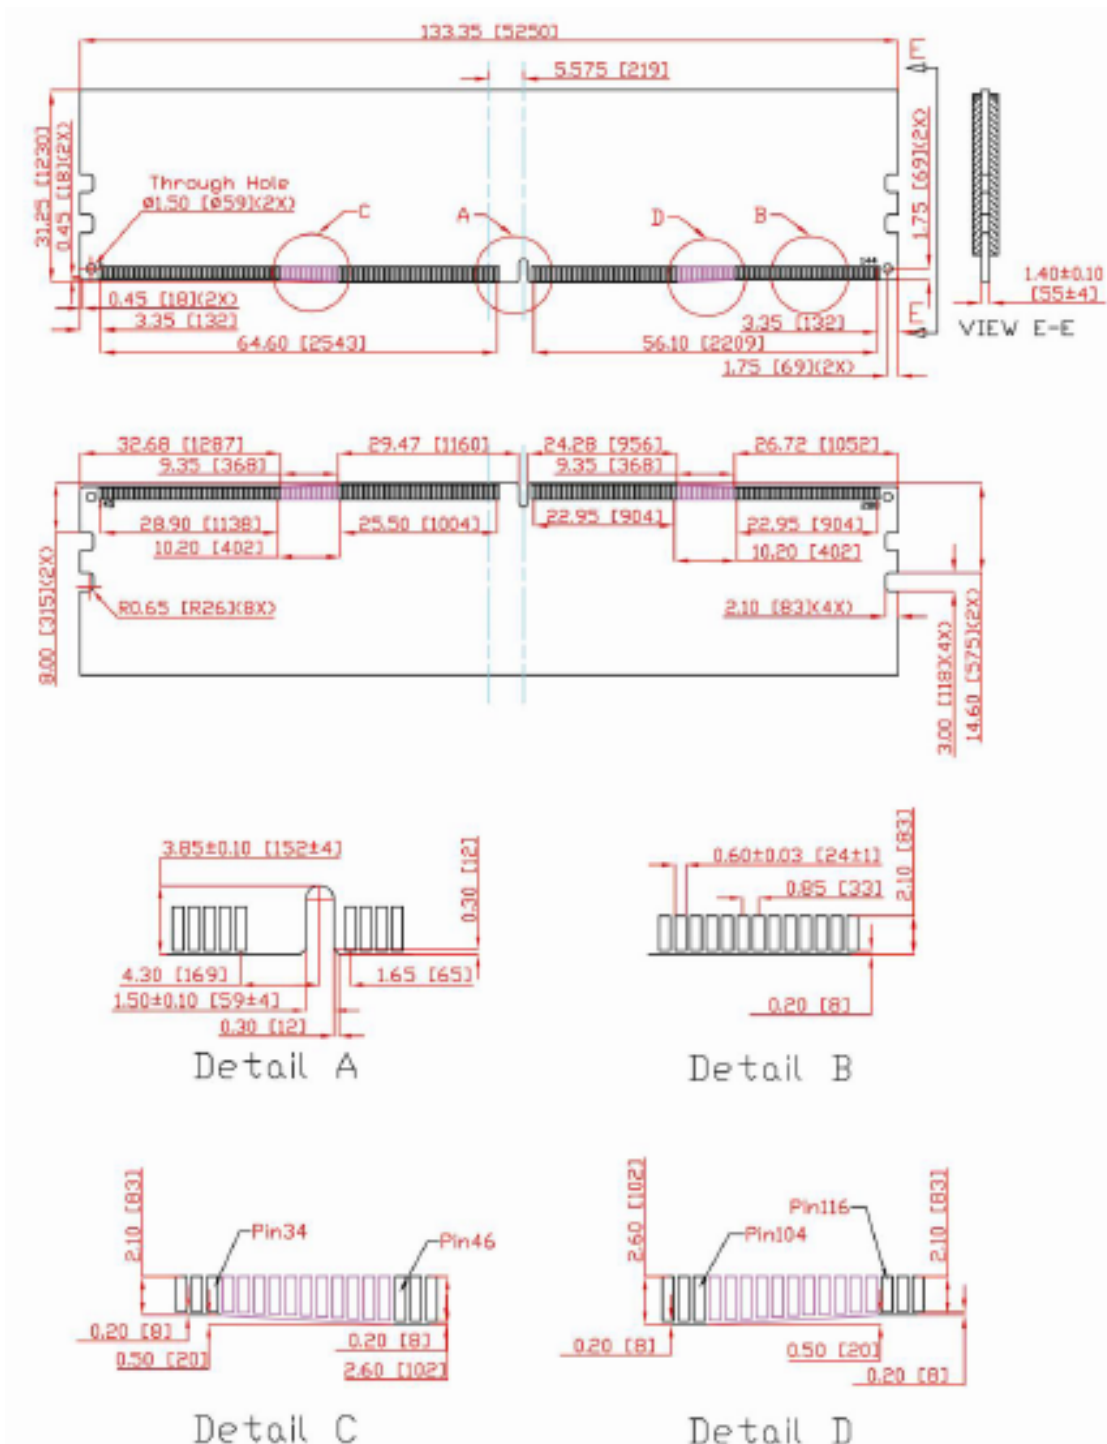 133.35 [5250]
5.575 [219]
E
31.25 [1230]
0.45 [18](2X)
Through Hole
Ø1.50 [Ø59](2X)
C
A
D
B
1.75 [69](2X)
144
0.45 [18](2X)
3.35 [132]
64.60 [2543]
56.10 [2209]
3.35 [132]
1.75 [69](2X)
E
1.40±0.10
[55±4]
VIEW E-E
32.68 [1287]
29.47 [1160]
24.28 [956]
26.72 [1052]
9.35 [368]
9.35 [368]
28.90 [1138]
25.50 [1004]
22.95 [904]
22.95 [904]
10.20 [402]
10.20 [402]
8.00 [315](2X)
R0.65 [R26](8X)
2.10 [83](4X)
3.00 [118](4X)
14.60 [575](2X)
3.85±0.10 [152±4]
0.30 [12]
4.30 [169]
1.65 [65]
1.50±0.10 [59±4]
0.30 [12]
Detail A
0.60±0.03 [24±1]
0.85 [33]
2.10 [83]
0.20 [8]
Detail B
2.10 [83]
Pin34
Pin46
0.20 [8]
0.50 [20]
0.20 [8]
2.60 [102]
Detail C
2.60 [102]
Pin116
Pin104
2.10 [83]
0.20 [8]
0.50 [20]
0.20 [8]
Detail D